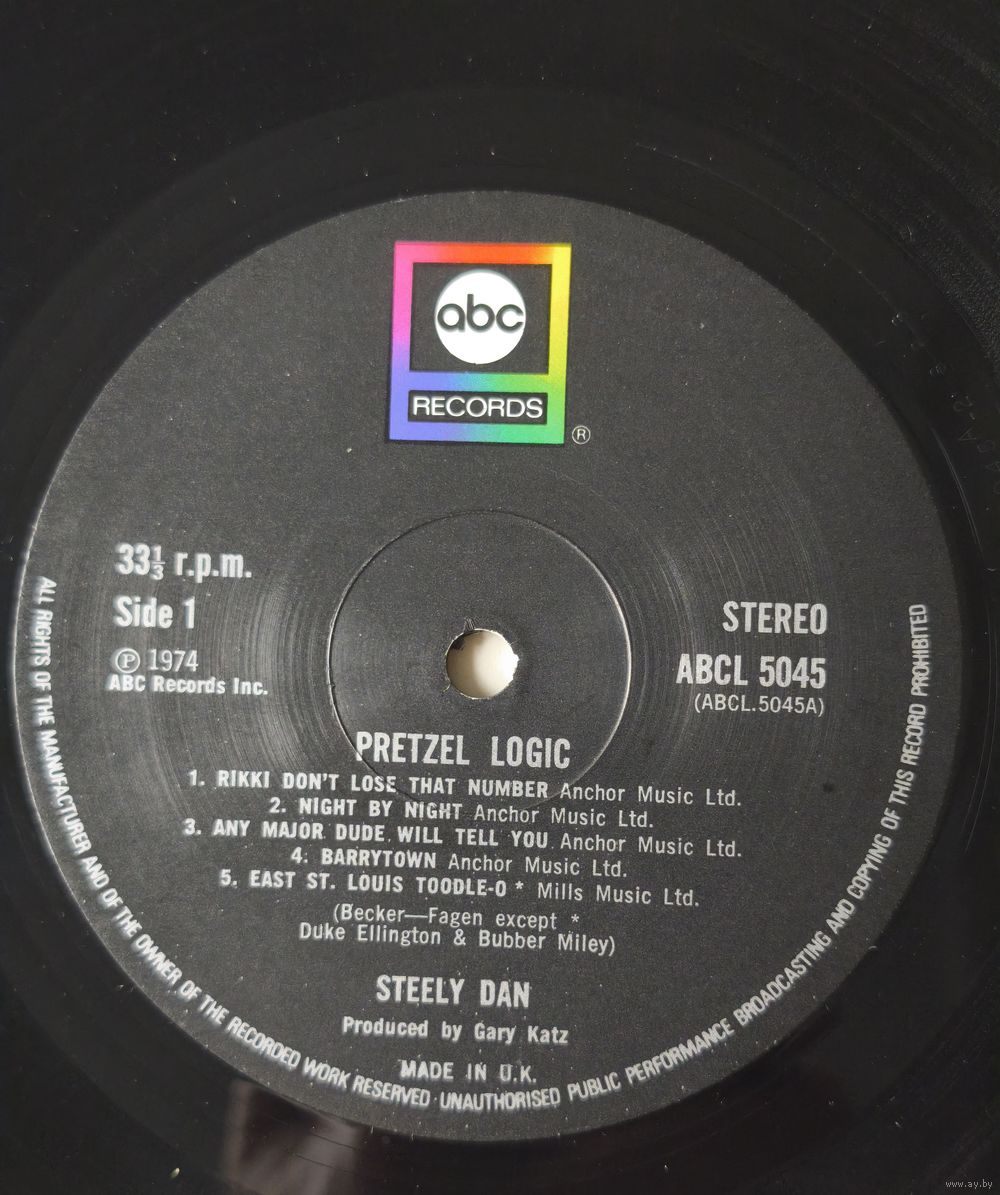 abc
RECORDS
®
33⅓ r.p.m.
Side 1
℗ 1974
ABC Records Inc.
STEREO
ABCL 5045
(ABCL.5045A)
PRETZEL LOGIC
1. RIKKI DON'T LOSE THAT NUMBER Anchor Music Ltd.
2. NIGHT BY NIGHT Anchor Music Ltd.
3. ANY MAJOR DUDE WILL TELL YOU Anchor Music Ltd.
4. BARRYTOWN Anchor Music Ltd.
5. EAST ST. LOUIS TOODLE-O * Mills Music Ltd.
(Becker—Fagen except *
Duke Ellington & Bubber Miley)
STEELY DAN
Produced by Gary Katz
MADE IN U.K.
ALL RIGHTS OF THE MANUFACTURER AND OF THE OWNER OF THE RECORDED WORK RESERVED · UNAUTHORISED PUBLIC PERFORMANCE BROADCASTING AND COPYING OF THIS RECORD PROHIBITED
www.ay.by